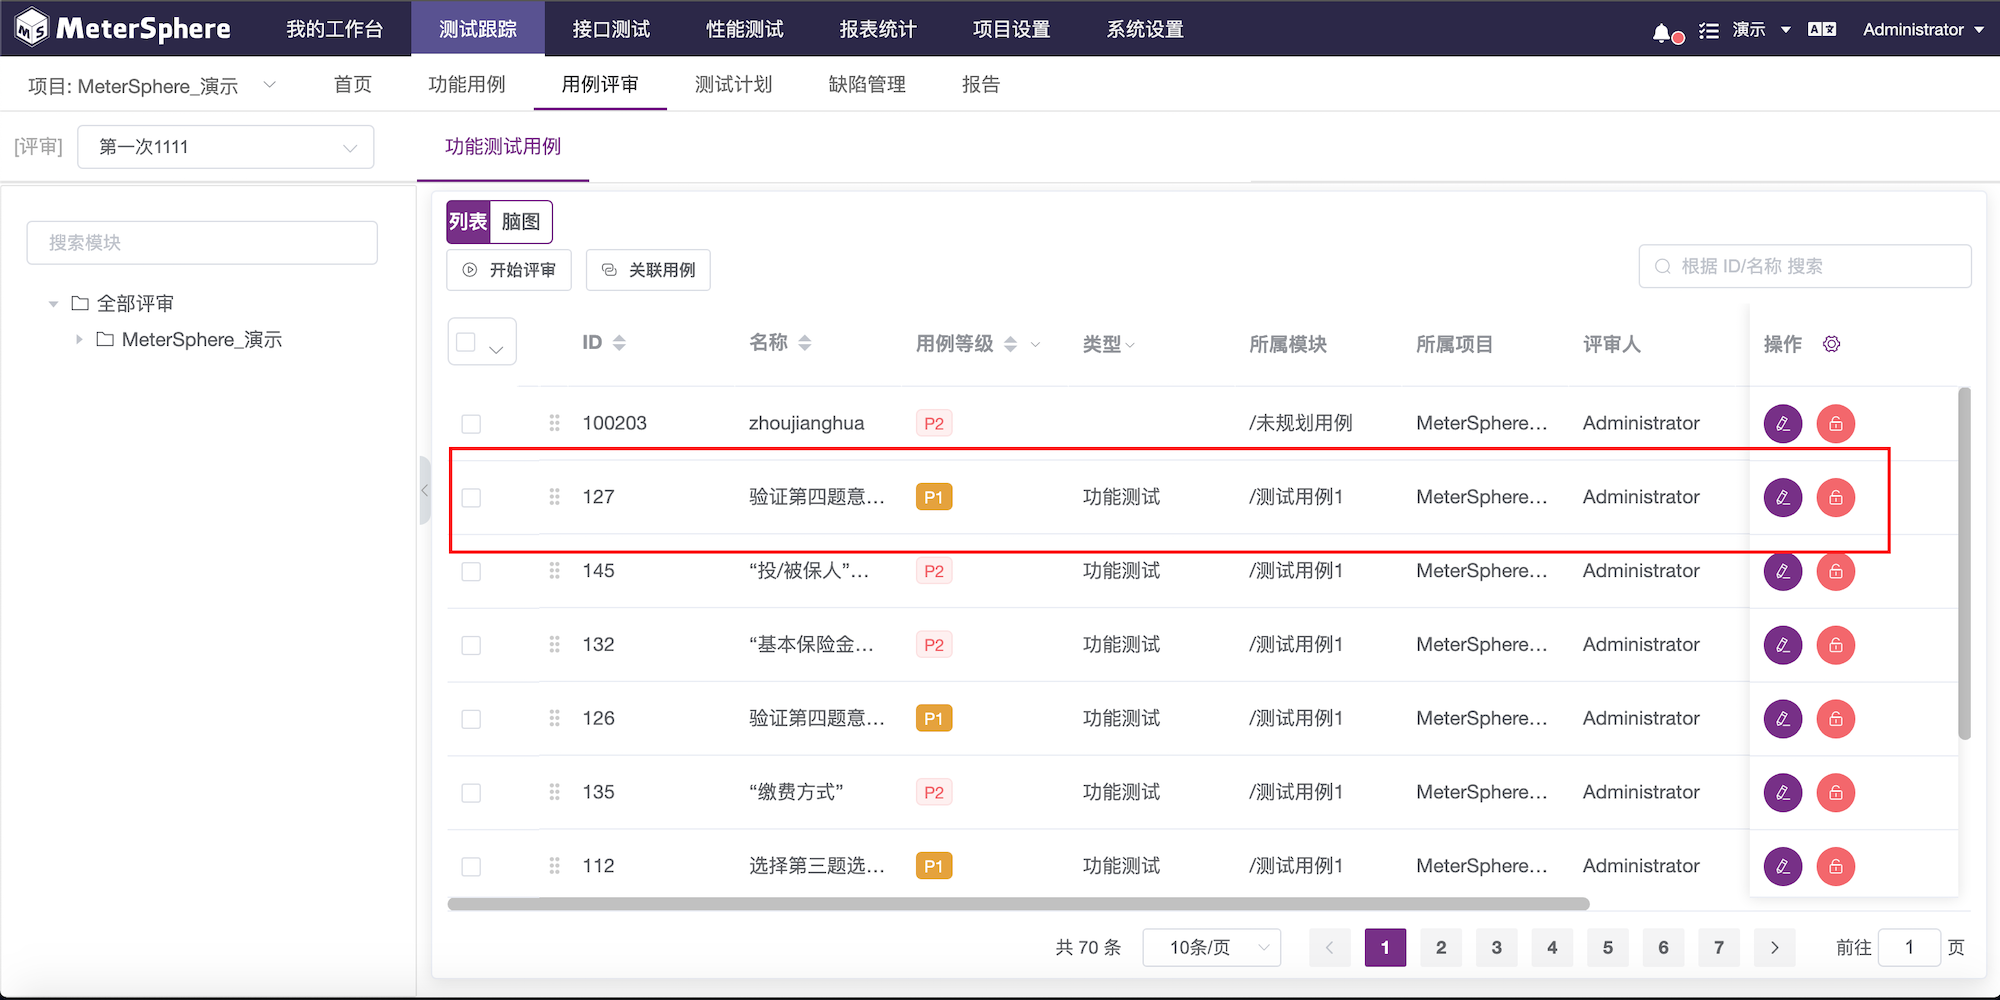 MeterSphere 我的工作台 测试跟踪 接口测试 性能测试 报表统计 项目设置 系统设置 演示 Administrator
项目: MeterSphere_演示 首页 功能用例 用例评审 测试计划 缺陷管理 报告
[评审] 第一次1111 功能测试用例
搜索模块
全部评审
MeterSphere_演示
列表 脑图
开始评审 关联用例 根据 ID/名称 搜索
ID 名称 用例等级 类型 所属模块 所属项目 评审人 操作
100203 zhoujianghua P2 /未规划用例 MeterSphere... Administrator
127 验证第四题意... P1 功能测试 /测试用例1 MeterSphere... Administrator
145 “投/被保人”... P2 功能测试 /测试用例1 MeterSphere... Administrator
132 “基本保险金... P2 功能测试 /测试用例1 MeterSphere... Administrator
126 验证第四题意... P1 功能测试 /测试用例1 MeterSphere... Administrator
135 “缴费方式” P2 功能测试 /测试用例1 MeterSphere... Administrator
112 选择第三题选... P1 功能测试 /测试用例1 MeterSphere... Administrator
共 70 条 10条/页 1 2 3 4 5 6 7 前往 1 页